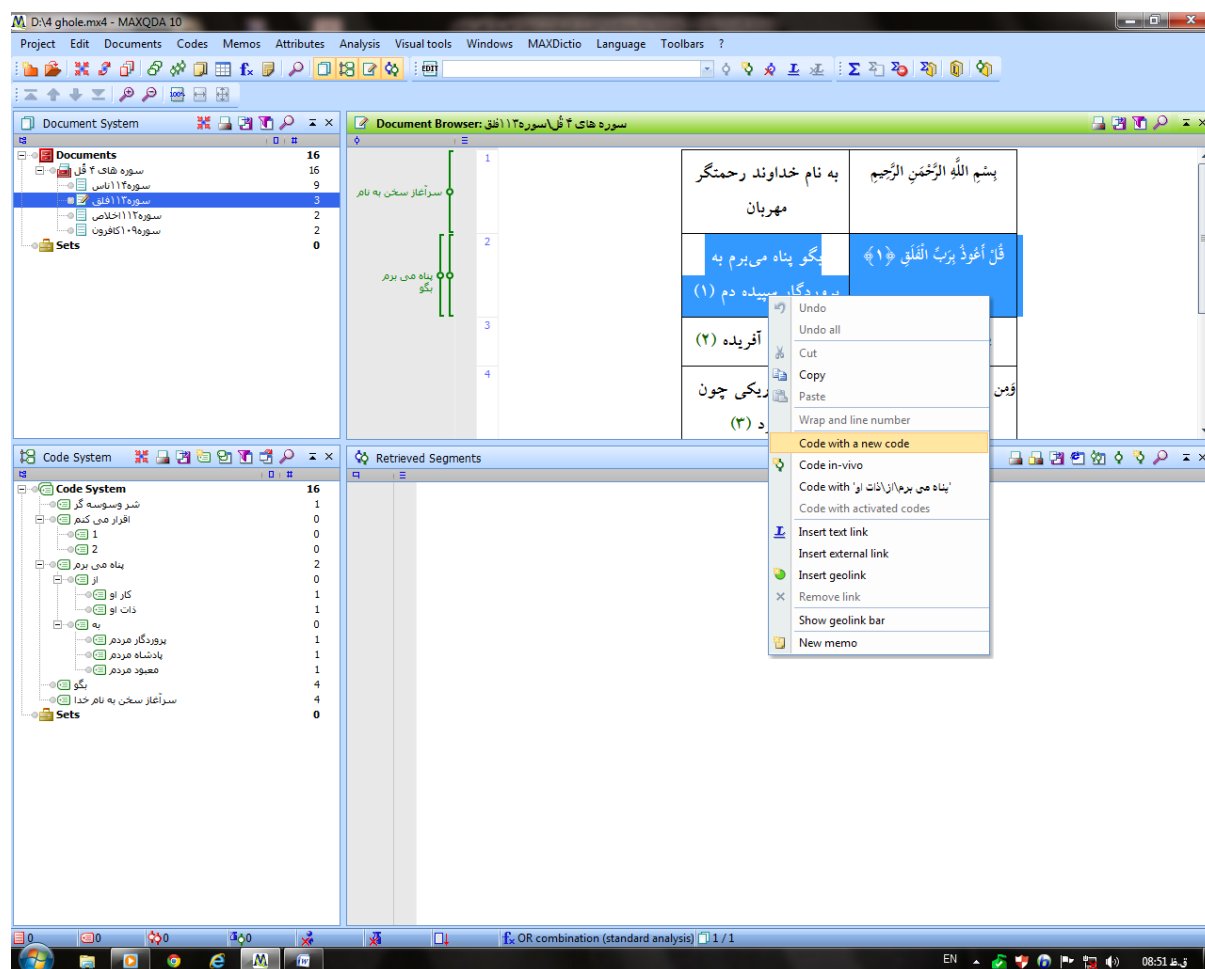 D:\4 ghole.mx4 - MAXQDA 10
Project Edit Documents Codes Memos Attributes Analysis Visual tools Windows MAXDictio Language Toolbars ?
EDIT
100%
Document System
Documents 16
سوره های ۴ قُل 16
سوره۱۱۴ناس 9
سوره۱۱۳فلق 3
سوره۱۱۲اخلاص 2
سوره۱۰۹کافرون 2
Sets 0
Document Browser: سوره های ۴ قُل\سوره۱۱۳فلق
سرآغاز سخن به نام
پناه می برم
بگو
1
بِسْمِ اللَّهِ الرَّحْمَنِ الرَّحِيمِ
به نام خداوند رحمتگر
مهربان
2
قُلْ أَعُوذُ بِرَبِّ الْفَلَقِ ﴿۱﴾
بگو پناه می‌برم به
پروردگار سپیده دم (۱)
3
آفریده (۲)
4
وَمِن
ریکی چون
د (۳)
Undo
Undo all
Cut
Copy
Paste
Wrap and line number
Code with a new code
Code in-vivo
Code with 'پناه می برم\از\ذات او'
Code with activated codes
Insert text link
Insert external link
Insert geolink
Remove link
Show geolink bar
New memo
Code System
Code System 16
شر وسوسه گر 1
اقرار می کنم 0
1 0
2 0
پناه می برم 2
از 0
کار او 1
ذات او 1
به 0
پروردگار مردم 1
پادشاه مردم 1
معبود مردم 1
بگو 4
سرآغاز سخن به نام خدا 4
Sets 0
Retrieved Segments
0 0 0 0 OR combination (standard analysis) 1 / 1
EN 08:51 ق.ظ